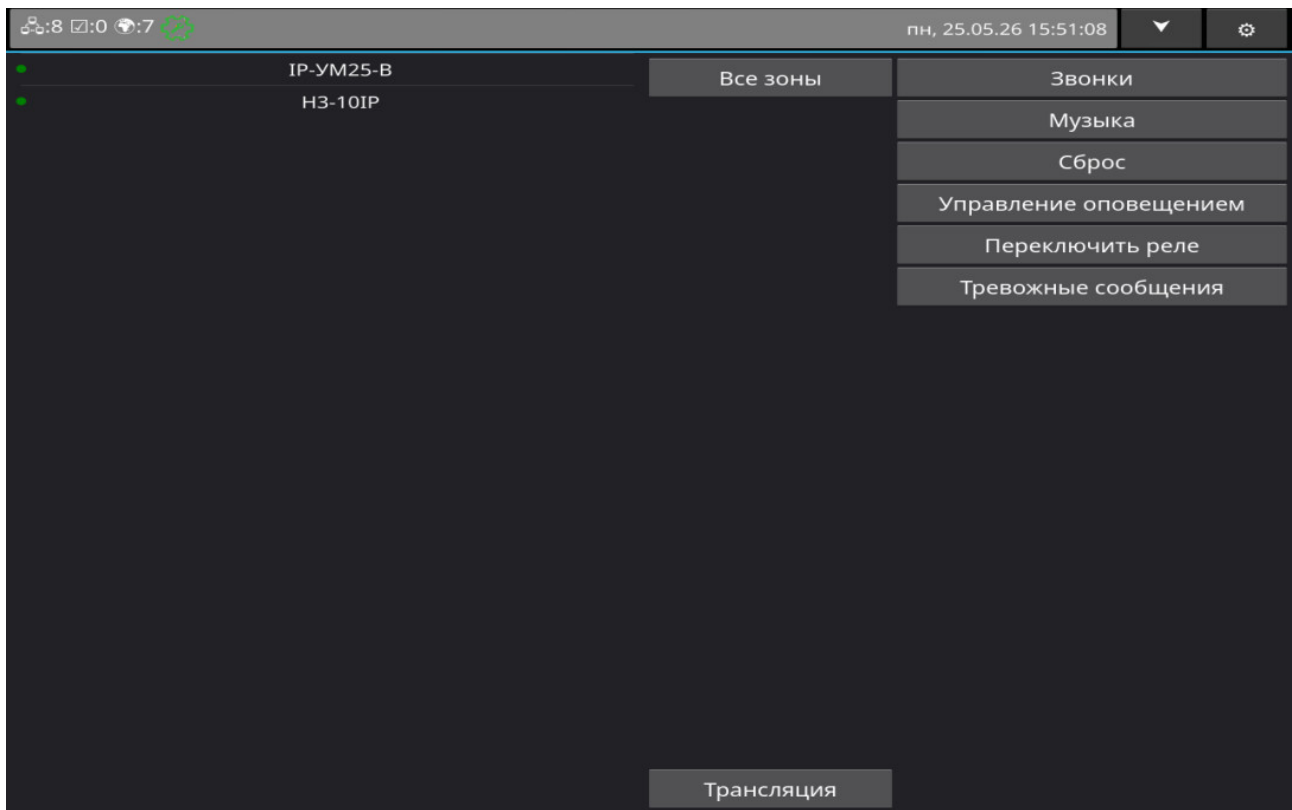 :8 ☑:0 :7
пн, 25.05.26 15:51:08
IP-УМ25-В
НЗ-10IP
Все зоны
Звонки
Музыка
Сброс
Управление оповещением
Переключить реле
Тревожные сообщения
Трансляция